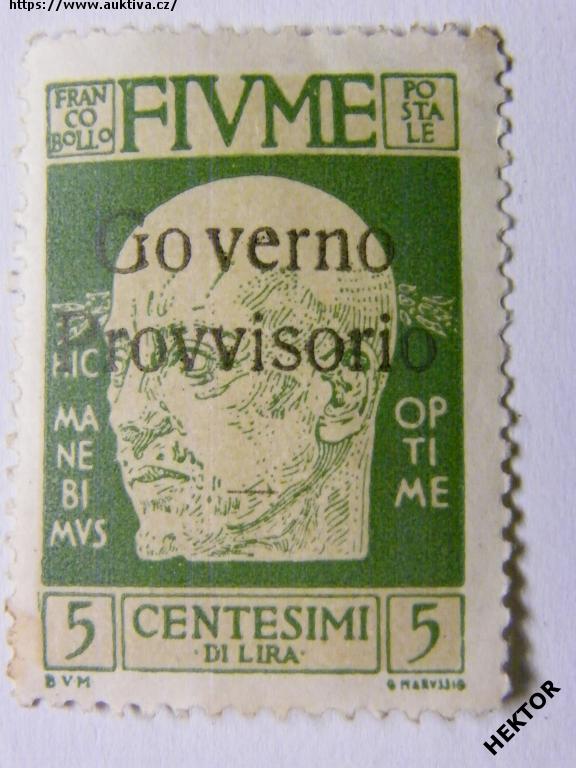 https://www.auktiva.cz/
FRAN
CO
BOLLO
FIVME
PO
STA
LE
Governo
Provvisorio
HIC
MA
NE
BI
MVS
OP
TI
ME
5
CENTESIMI
·DI LIRA·
5
BVM
G MARVSSIG
HEKTOR